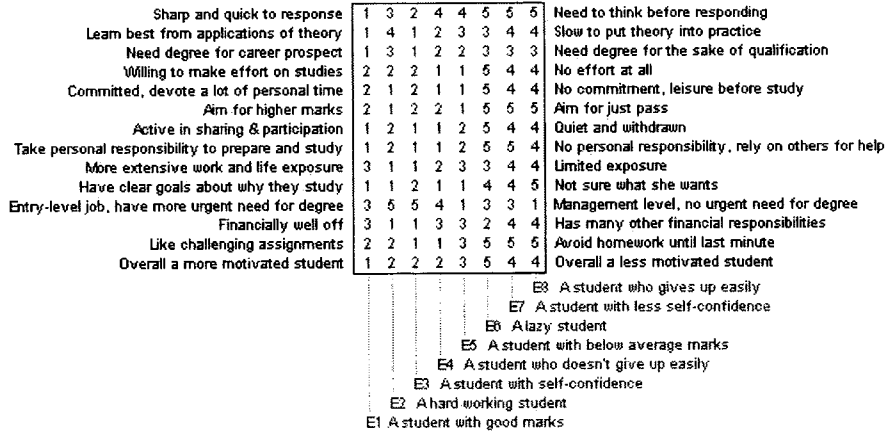 Sharp and quick to response 1 3 2 4 4 5 5 5 Need to think before responding
Learn best from applications of theory 1 4 1 2 3 3 4 4 Slow to put theory into practice
Need degree for career prospect 1 3 1 2 2 3 3 3 Need degree for the sake of qualification
Willing to make effort on studies 2 2 2 1 1 5 4 4 No effort at all
Committed, devote a lot of personal time 2 1 2 1 1 5 4 4 No commitment, leisure before study
Aim for higher marks 2 1 2 2 1 5 5 5 Aim for just pass
Active in sharing & participation 1 2 1 1 2 5 4 4 Quiet and withdrawn
Take personal responsibility to prepare and study 1 2 1 1 2 5 5 4 No personal responsibility, rely on others for help
More extensive work and life exposure 3 1 1 2 3 3 4 4 Limited exposure
Have clear goals about why they study 1 1 2 1 1 4 4 5 Not sure what she wants
Entry-level job, have more urgent need for degree 3 5 5 4 1 3 3 1 Management level, no urgent need for degree
Financially well off 3 1 1 3 3 2 4 4 Has many other financial responsibilities
Like challenging assignments 2 2 1 1 3 5 5 5 Avoid homework until last minute
Overall a more motivated student 1 2 2 2 3 5 4 4 Overall a less motivated student
E8 A student who gives up easily
E7 A student with less self-confidence
E6 A lazy student
E5 A student with below average marks
E4 A student who doesn't give up easily
E3 A student with self-confidence
E2 A hard working student
E1 A student with good marks